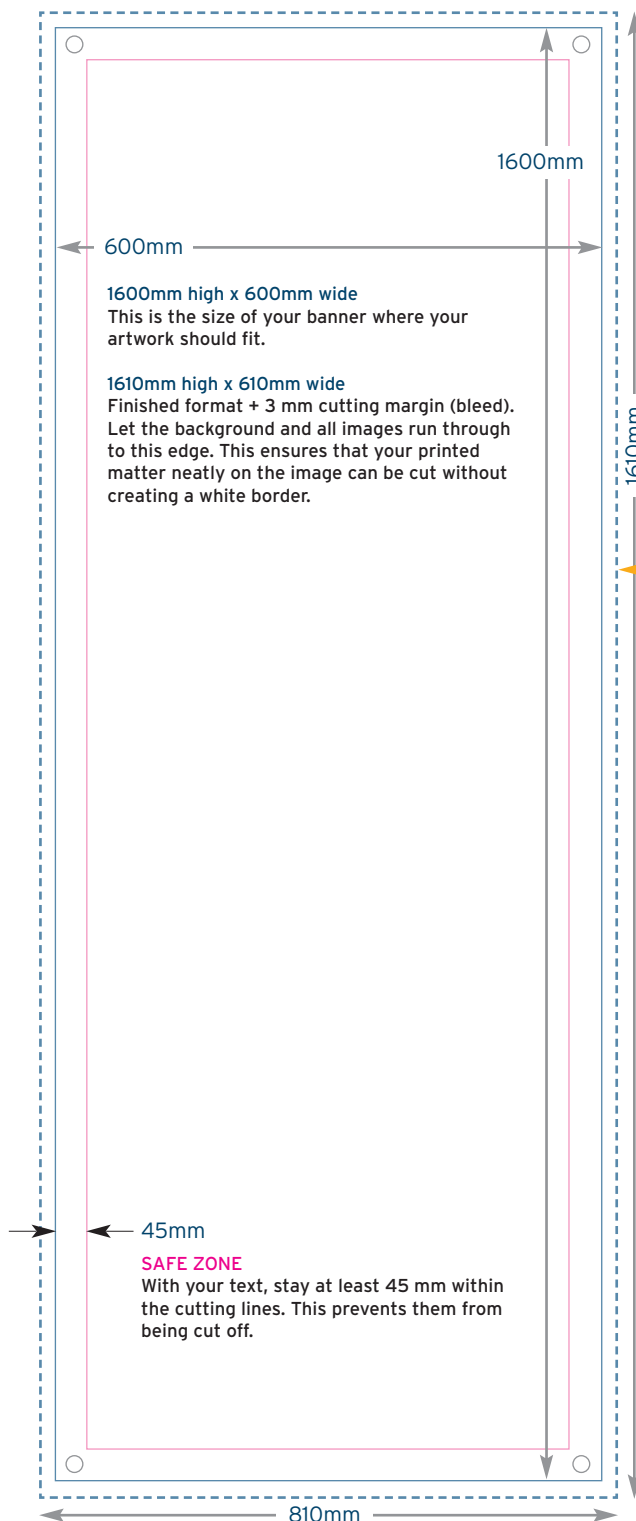 1600mm
600mm
1600mm high x 600mm wide
This is the size of your banner where your
artwork should fit.
1610mm high x 610mm wide
Finished format + 3 mm cutting margin (bleed).
Let the background and all images run through
to this edge. This ensures that your printed
matter neatly on the image can be cut without
creating a white border.
1610mm
45mm
SAFE ZONE
With your text, stay at least 45 mm within
the cutting lines. This prevents them from
being cut off.
810mm